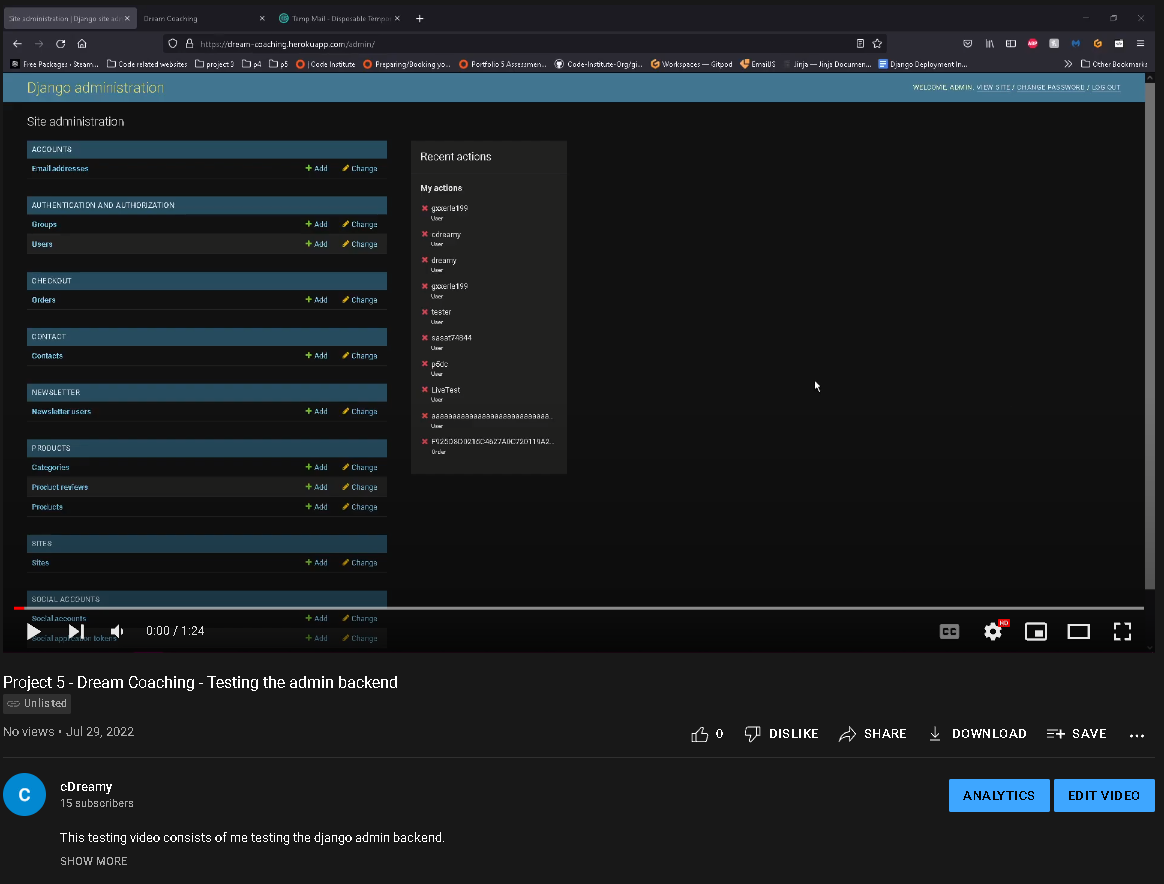 Site administration | Django site adm
Dream Coaching
Temp Mail - Disposable Tempor
https://dream-coaching.herokuapp.com/admin/
Free Packages • Steam...
Code related websites
project 3
p4
p5
| Code Institute
Preparing/Booking yo...
Portfolio 5 Assessmen...
Code-Institute-Org/gi...
Workspaces — Gitpod
EmailJS
Jinja — Jinja Documen...
Django Deployment In...
Other Bookmarks
Django administration
WELCOME, ADMIN. VIEW SITE / CHANGE PASSWORD / LOG OUT
Site administration
ACCOUNTS
Email addresses + Add Change
AUTHENTICATION AND AUTHORIZATION
Groups + Add Change
Users + Add Change
CHECKOUT
Orders + Add Change
CONTACT
Contacts + Add Change
NEWSLETTER
Newsletter users + Add Change
PRODUCTS
Categories + Add Change
Product reviews + Add Change
Products + Add Change
SITES
Sites + Add Change
SOCIAL ACCOUNTS
Social accounts + Add Change
Social application tokens + Add Change
Recent actions
My actions
gxxerle199
User
cdreamy
User
dreamy
User
gxxerle199
User
tester
User
sasat74844
User
p5dc
User
LiveTest
User
User
Order
0:00 / 1:24
CC
HD
Project 5 - Dream Coaching - Testing the admin backend
Unlisted
No views • Jul 29, 2022
0
DISLIKE
SHARE
DOWNLOAD
SAVE
C
cDreamy
15 subscribers
ANALYTICS
EDIT VIDEO
This testing video consists of me testing the django admin backend.
SHOW MORE